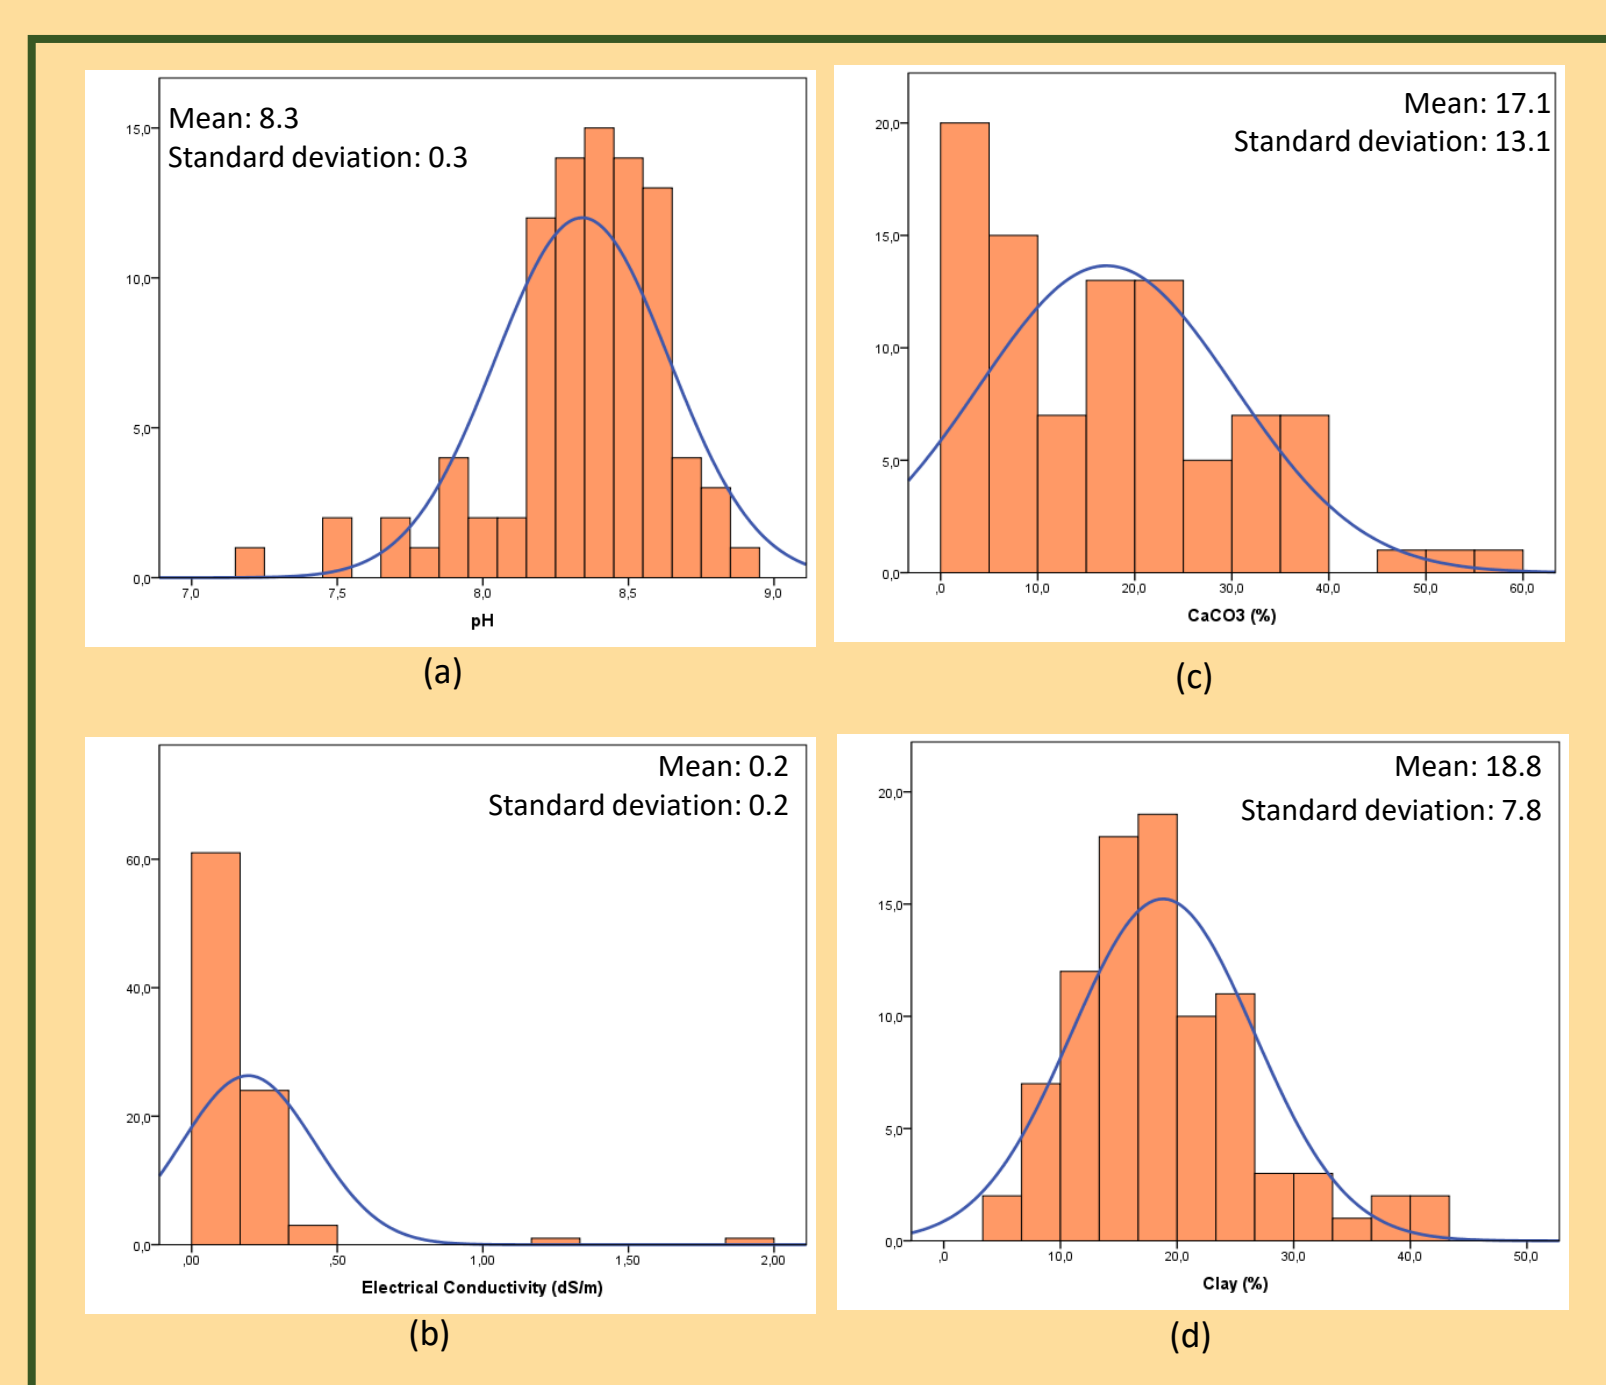 Mean: 8.3
Standard deviation: 0.3
15,0
10,0
5,0
0,0
7,0 7,5 8,0 8,5 9,0
pH
(a)
Mean: 17.1
Standard deviation: 13.1
20,0
15,0
10,0
5,0
0,0
,0 10,0 20,0 30,0 40,0 50,0 60,0
CaCO3 (%)
(c)
Mean: 0.2
Standard deviation: 0.2
60,0
40,0
20,0
0,0
,00 ,50 1,00 1,50 2,00
Electrical Conductivity (dS/m)
(b)
Mean: 18.8
Standard deviation: 7.8
20,0
15,0
10,0
5,0
0,0
,0 10,0 20,0 30,0 40,0 50,0
Clay (%)
(d)